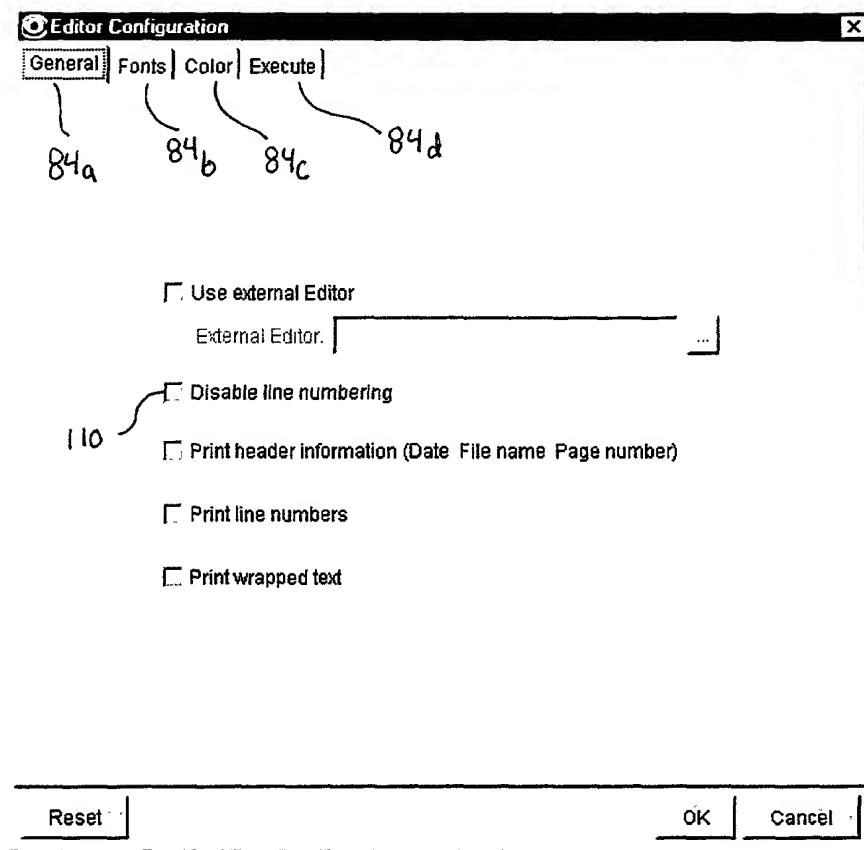 Editor Configuration
General Fonts Color Execute
84a 84b 84c 84d
Use external Editor
External Editor. ...
Disable line numbering
110
Print header information (Date File name Page number)
Print line numbers
Print wrapped text
Reset OK Cancel